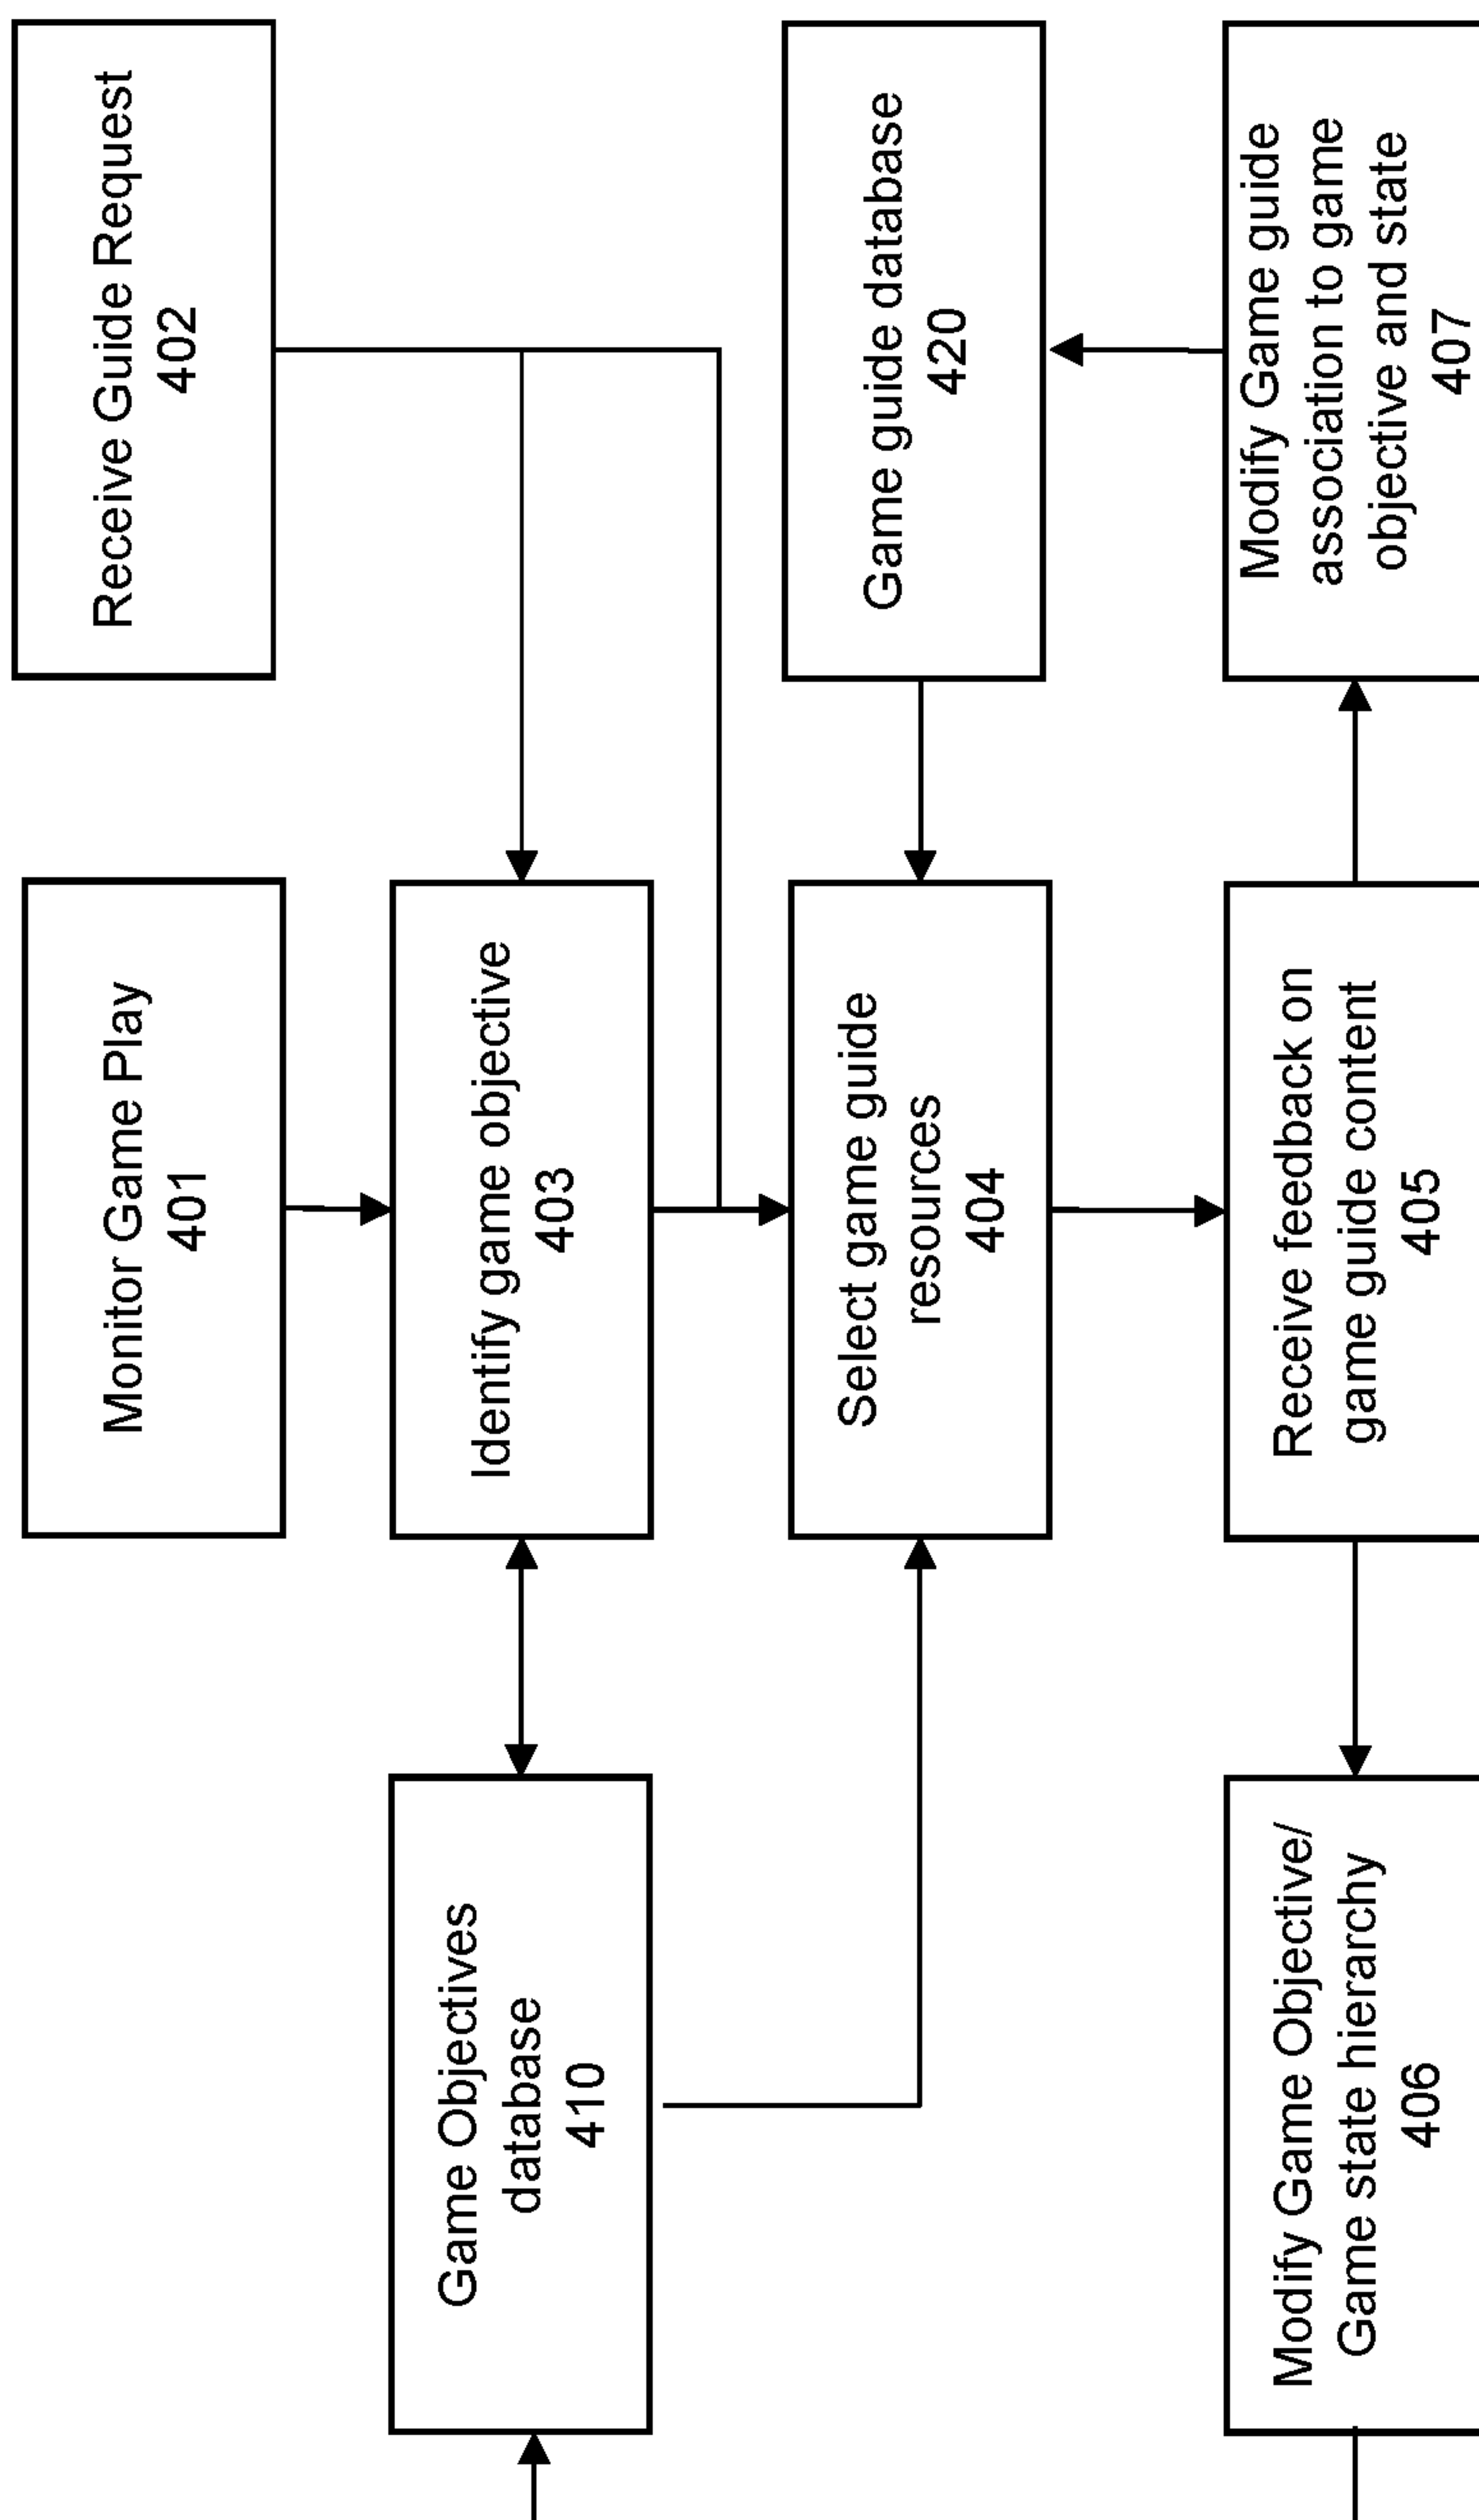 Monitor Game Play
401
Receive Guide Request
402
Game Objectives
database
410
Identify game objective
403
Select game guide
resources
404
Game guide database
420
Modify Game Objective/
Game state hierarchy
406
Receive feedback on
game guide content
405
Modify Game guide
association to game
objective and state
407